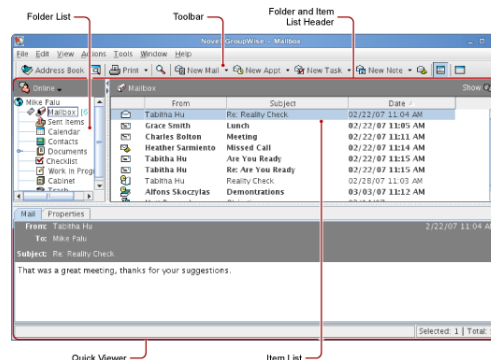 Folder List
Toolbar
Folder and Item
List Header
Novell GroupWise - Mailbox
File Edit View Actions Tools Window Help
Address Book Print New Mail New Appt New Task New Note
Online Mailbox Show
Mike Palu
Mailbox
Sent Items
Calendar
Contacts
Documents
Checklist
Work In Prog
Cabinet
Trash
From Subject Date
Tabitha Hu Re: Reality Check 02/22/07 11:04 AM
Grace Smith Lunch 02/22/07 11:05 AM
Charles Bolton Meeting 02/22/07 11:11 AM
Heather Sarmiento Missed Call 02/22/07 11:14 AM
Tabitha Hu Are You Ready 02/22/07 11:15 AM
Tabitha Hu Re: Are You Ready 02/22/07 11:15 AM
Tabitha Hu Reality Check 02/28/07 11:03 AM
Alfons Skoczylas Demontrations 03/03/07 11:12 AM
Mail Properties
From: Tabitha Hu 2/22/07 11:04 AM
To: Mike Palu
Subject: Re: Reality Check
That was a great meeting, thanks for your suggestions.
Selected: 1 Total:
Quick Viewer
Item List